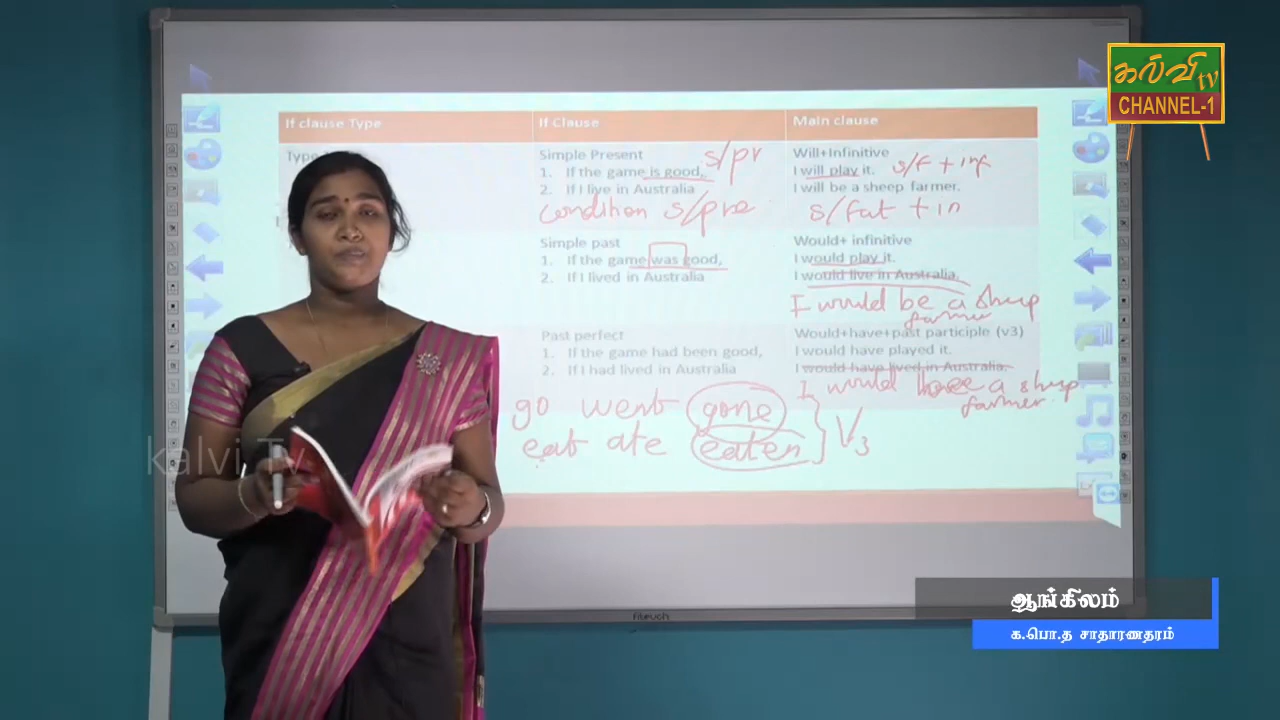 கல்வி tv
CHANNEL-1
If clause Type
If Clause
Main clause
Type
Simple Present
s/pr
1. If the game is good,
2. If I live in Australia
condition s/pre
Will+Infinitive
I will play it.
s/f + inf
I will be a sheep farmer.
s/fut + in
Simple past
1. If the game was good,
2. If I lived in Australia
Would+ infinitive
I would play it.
I would live in Australia.
I would be a sheep
farmer
Past perfect
1. If the game had been good,
2. If I had lived in Australia
Would+have+past participle (v3)
I would have played it.
I would have lived in Australia.
I would a sheep
farmer.
go went gone
eat ate eaten
V3
kalvi Tv
ஆங்கிலம்
க.பொ.த சாதாரணதரம்